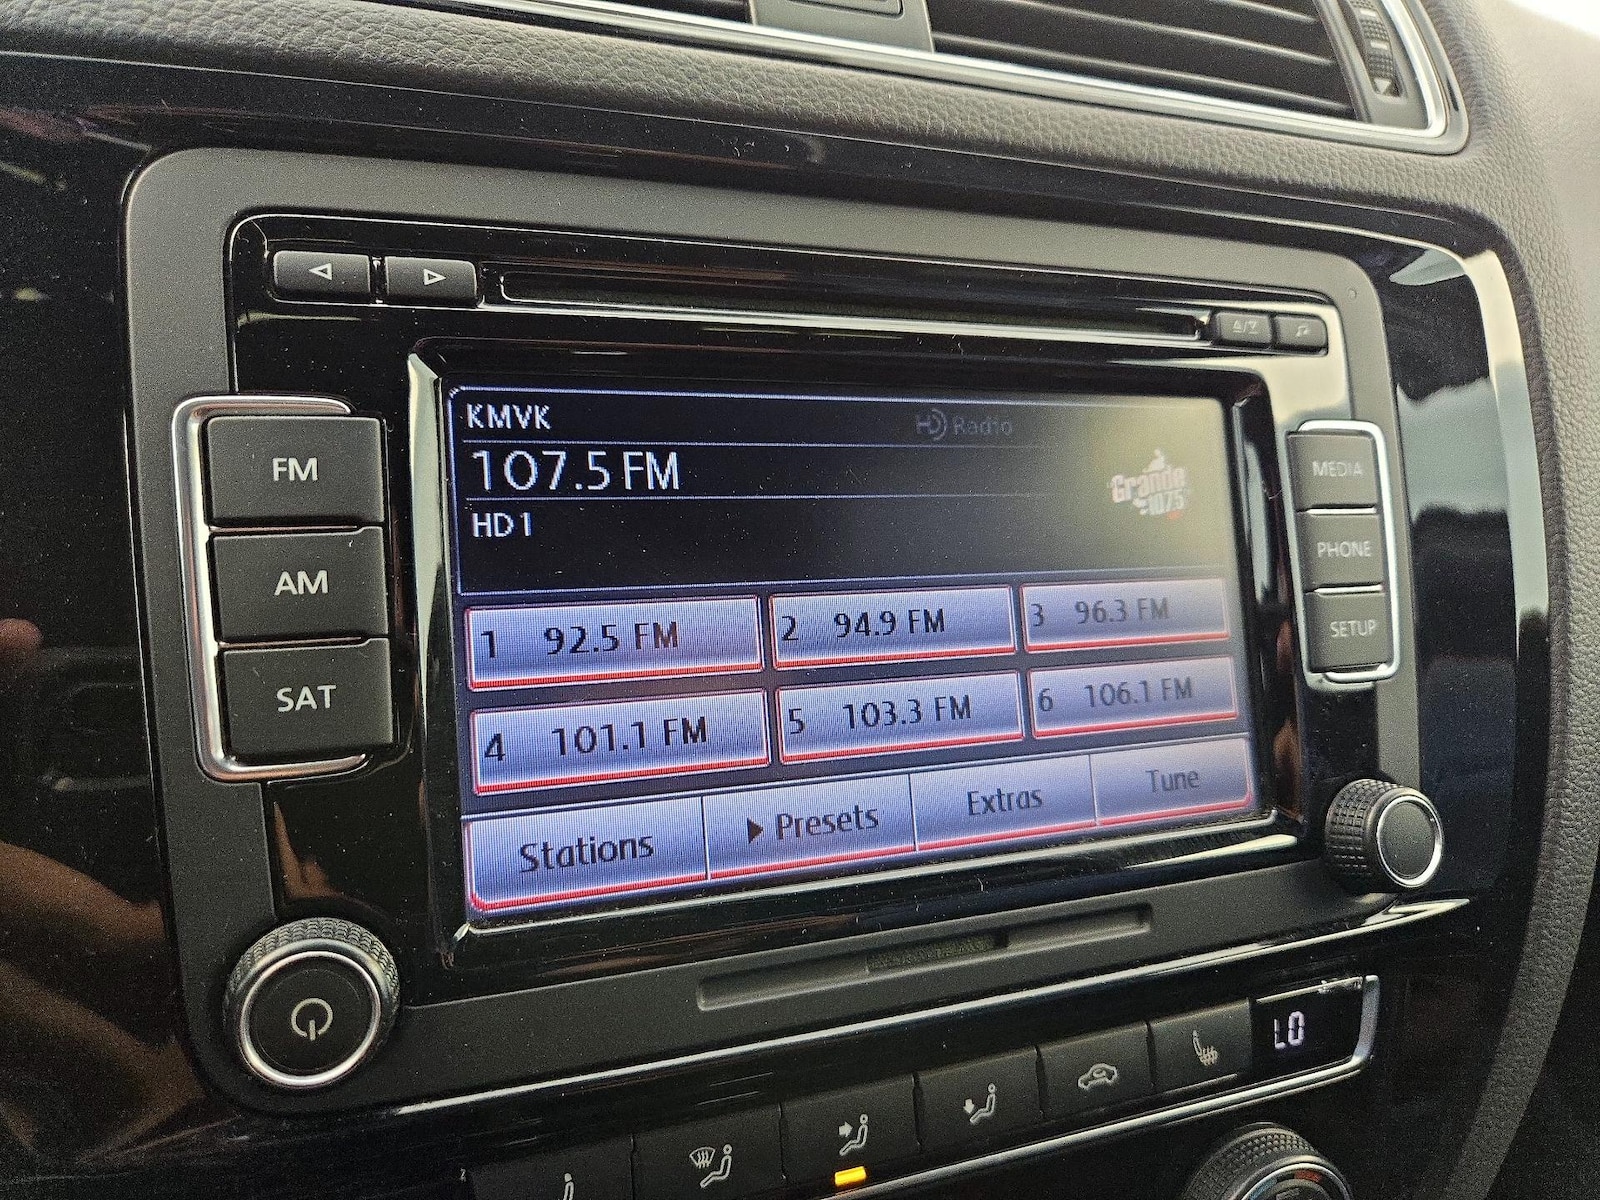 KMVK
HD Radio
107.5 FM
Grande
107.5
HD1
FM
AM
SAT
MEDIA
PHONE
SETUP
1 92.5 FM
2 94.9 FM
3 96.3 FM
4 101.1 FM
5 103.3 FM
6 106.1 FM
Stations
Presets
Extras
Tune
LO